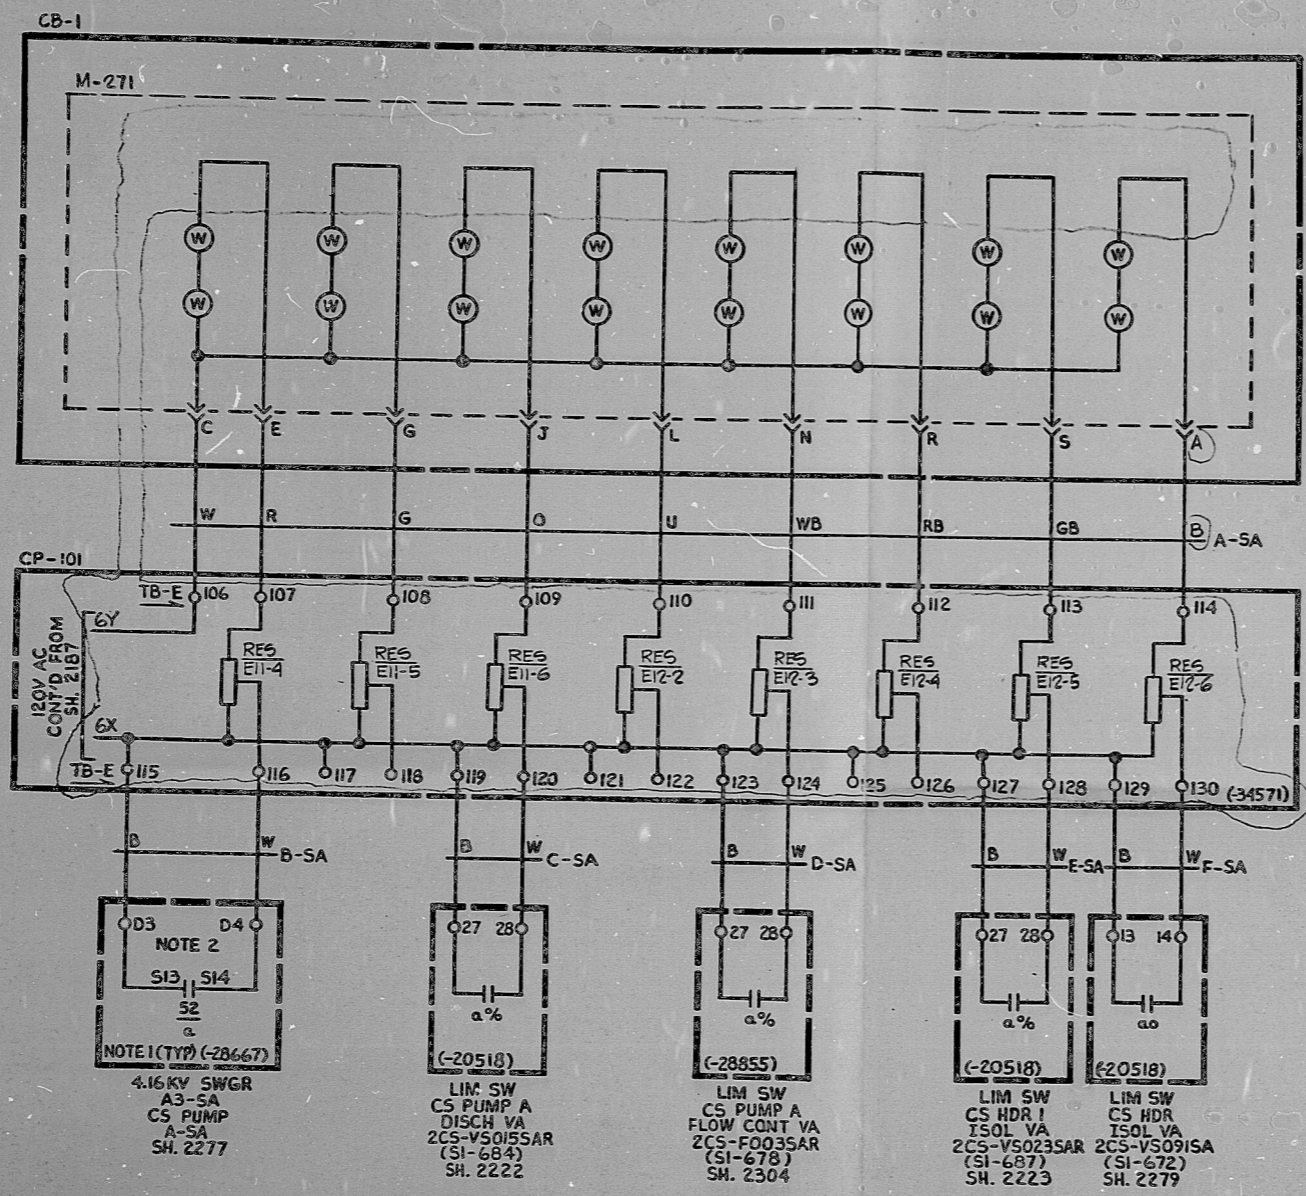 CB-1
M-271
W W W W W W W W
W W W W W W W W
C E G J L N R S A
W R G O U WB RB GB B A-SA
CP-101
TB-E 106 107 108 109 110 111 112 113 114
6Y
120V AC
CONT'D FROM
SH. 2187
RES RES RES RES RES RES RES RES
E11-4 E11-5 E11-6 E12-2 E12-3 E12-4 E12-5 E12-6
6X
TB-E 115 116 117 118 119 120 121 122 123 124 125 126 127 128 129 130 (-34571)
B W B-SA B W C-SA B W D-SA B W E-SA B W F-SA
D3 D4 27 28 27 28 27 28 13 14
NOTE 2
S13 S14
52
a
a% a% a% ao
NOTE 1 (TYP) (-28667)
(-20518)
(-28855)
(-20518)
(-20518)
4.16KV SWGR
A3-SA
CS PUMP
A-SA
SH. 2277
LIM SW
CS PUMP A
DISCH VA
2CS-VS015SAR
(SI-684)
SH. 2222
LIM SW
CS PUMP A
FLOW CONT VA
2CS-F003SAR
(SI-678)
SH. 2304
LIM SW
CS HDR 1
ISOL VA
2CS-VS023SAR
(SI-687)
SH. 2223
LIM SW
CS HDR
ISOL VA
2CS-VS091SA
(SI-672)
SH. 2279